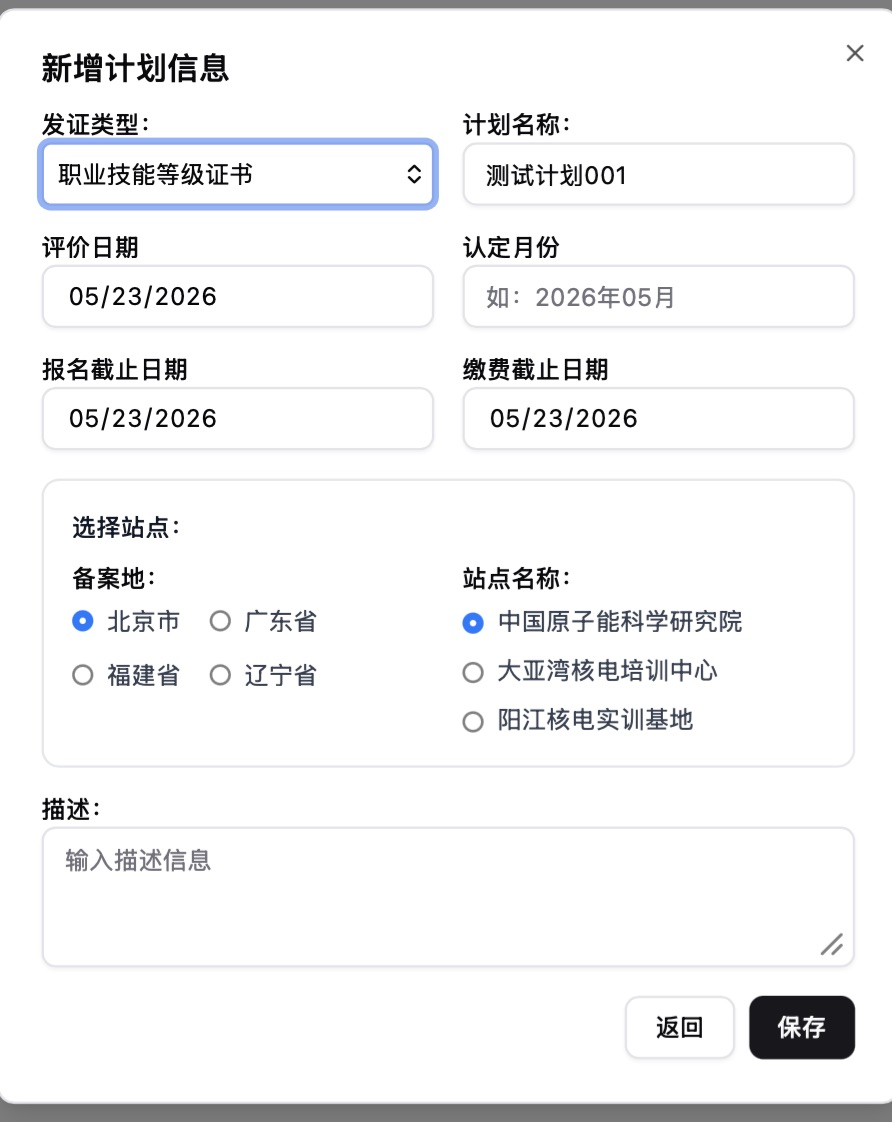 新增计划信息
发证类型：
计划名称：
职业技能等级证书
测试计划001
评价日期
认定月份
05/23/2026
如：2026年05月
报名截止日期
缴费截止日期
05/23/2026
05/23/2026
选择站点：
备案地：
站点名称：
北京市 广东省
中国原子能科学研究院
福建省 辽宁省
大亚湾核电培训中心
阳江核电实训基地
描述：
输入描述信息
返回
保存